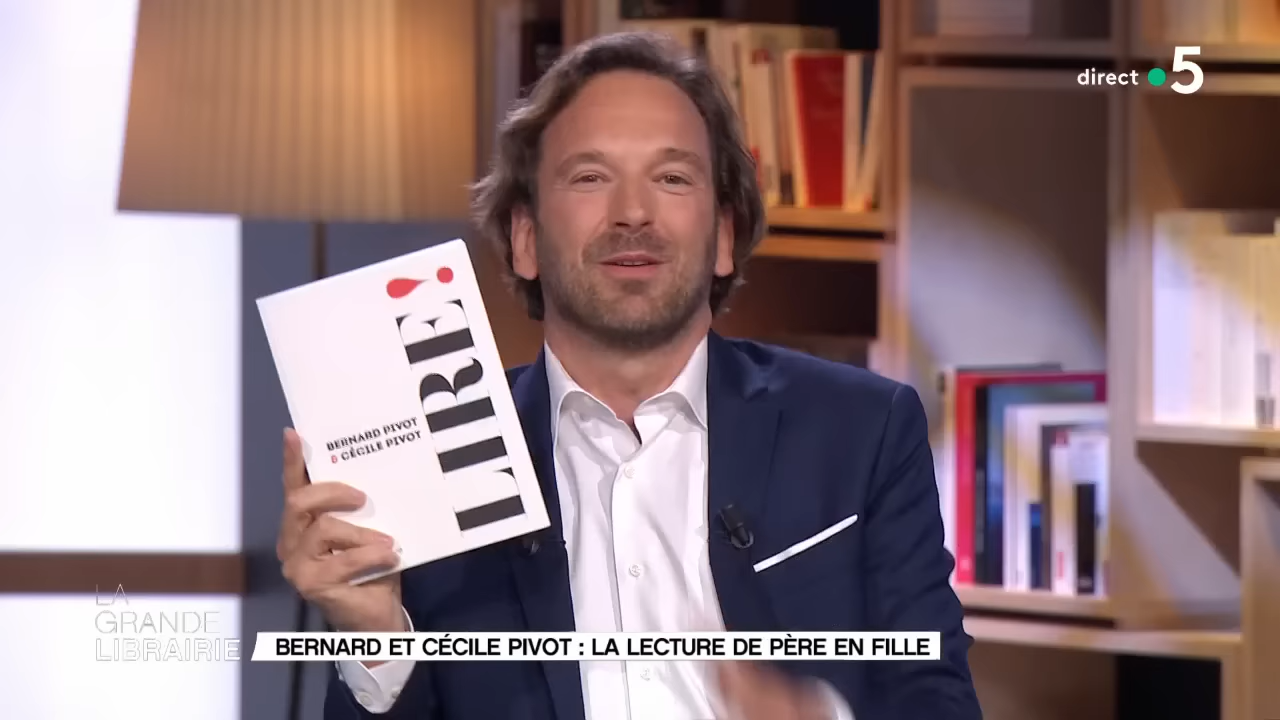 direct 5
LIRE!
BERNARD PIVOT
& CÉCILE PIVOT
LA
GRANDE
LIBRAIRIE
BERNARD ET CÉCILE PIVOT : LA LECTURE DE PÈRE EN FILLE